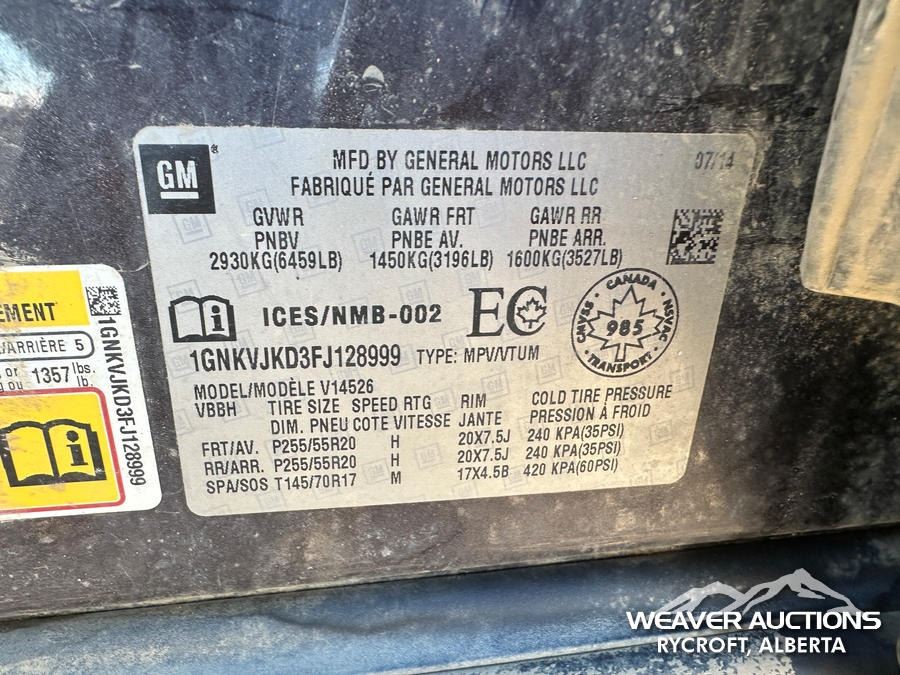 GM
MFD BY GENERAL MOTORS LLC
07/14
FABRIQUÉ PAR GENERAL MOTORS LLC
GVWR GAWR FRT GAWR RR
PNBV PNBE AV. PNBE ARR.
2930KG(6459LB) 1450KG(3196LB) 1600KG(3527LB)
ICES/NMB-002
EC
CANADA
CMVSS 985 NSVAC
TRANSPORT
1GNKVJKD3FJ128999 TYPE: MPV/VTUM
MODEL/MODÈLE V14526
VBBH TIRE SIZE SPEED RTG RIM COLD TIRE PRESSURE
DIM. PNEU COTE VITESSE JANTE PRESSION À FROID
FRT/AV. P255/55R20 H 20X7.5J 240 KPA(35PSI)
RR/ARR. P255/55R20 H 20X7.5J 240 KPA(35PSI)
SPA/SOS T145/70R17 M 17X4.5B 420 KPA(60PSI)
/ARRIÈRE 5
or 1357 lbs.
ou lb.
1GNKVJKD3FJ128999
WEAVER AUCTIONS
RYCROFT, ALBERTA